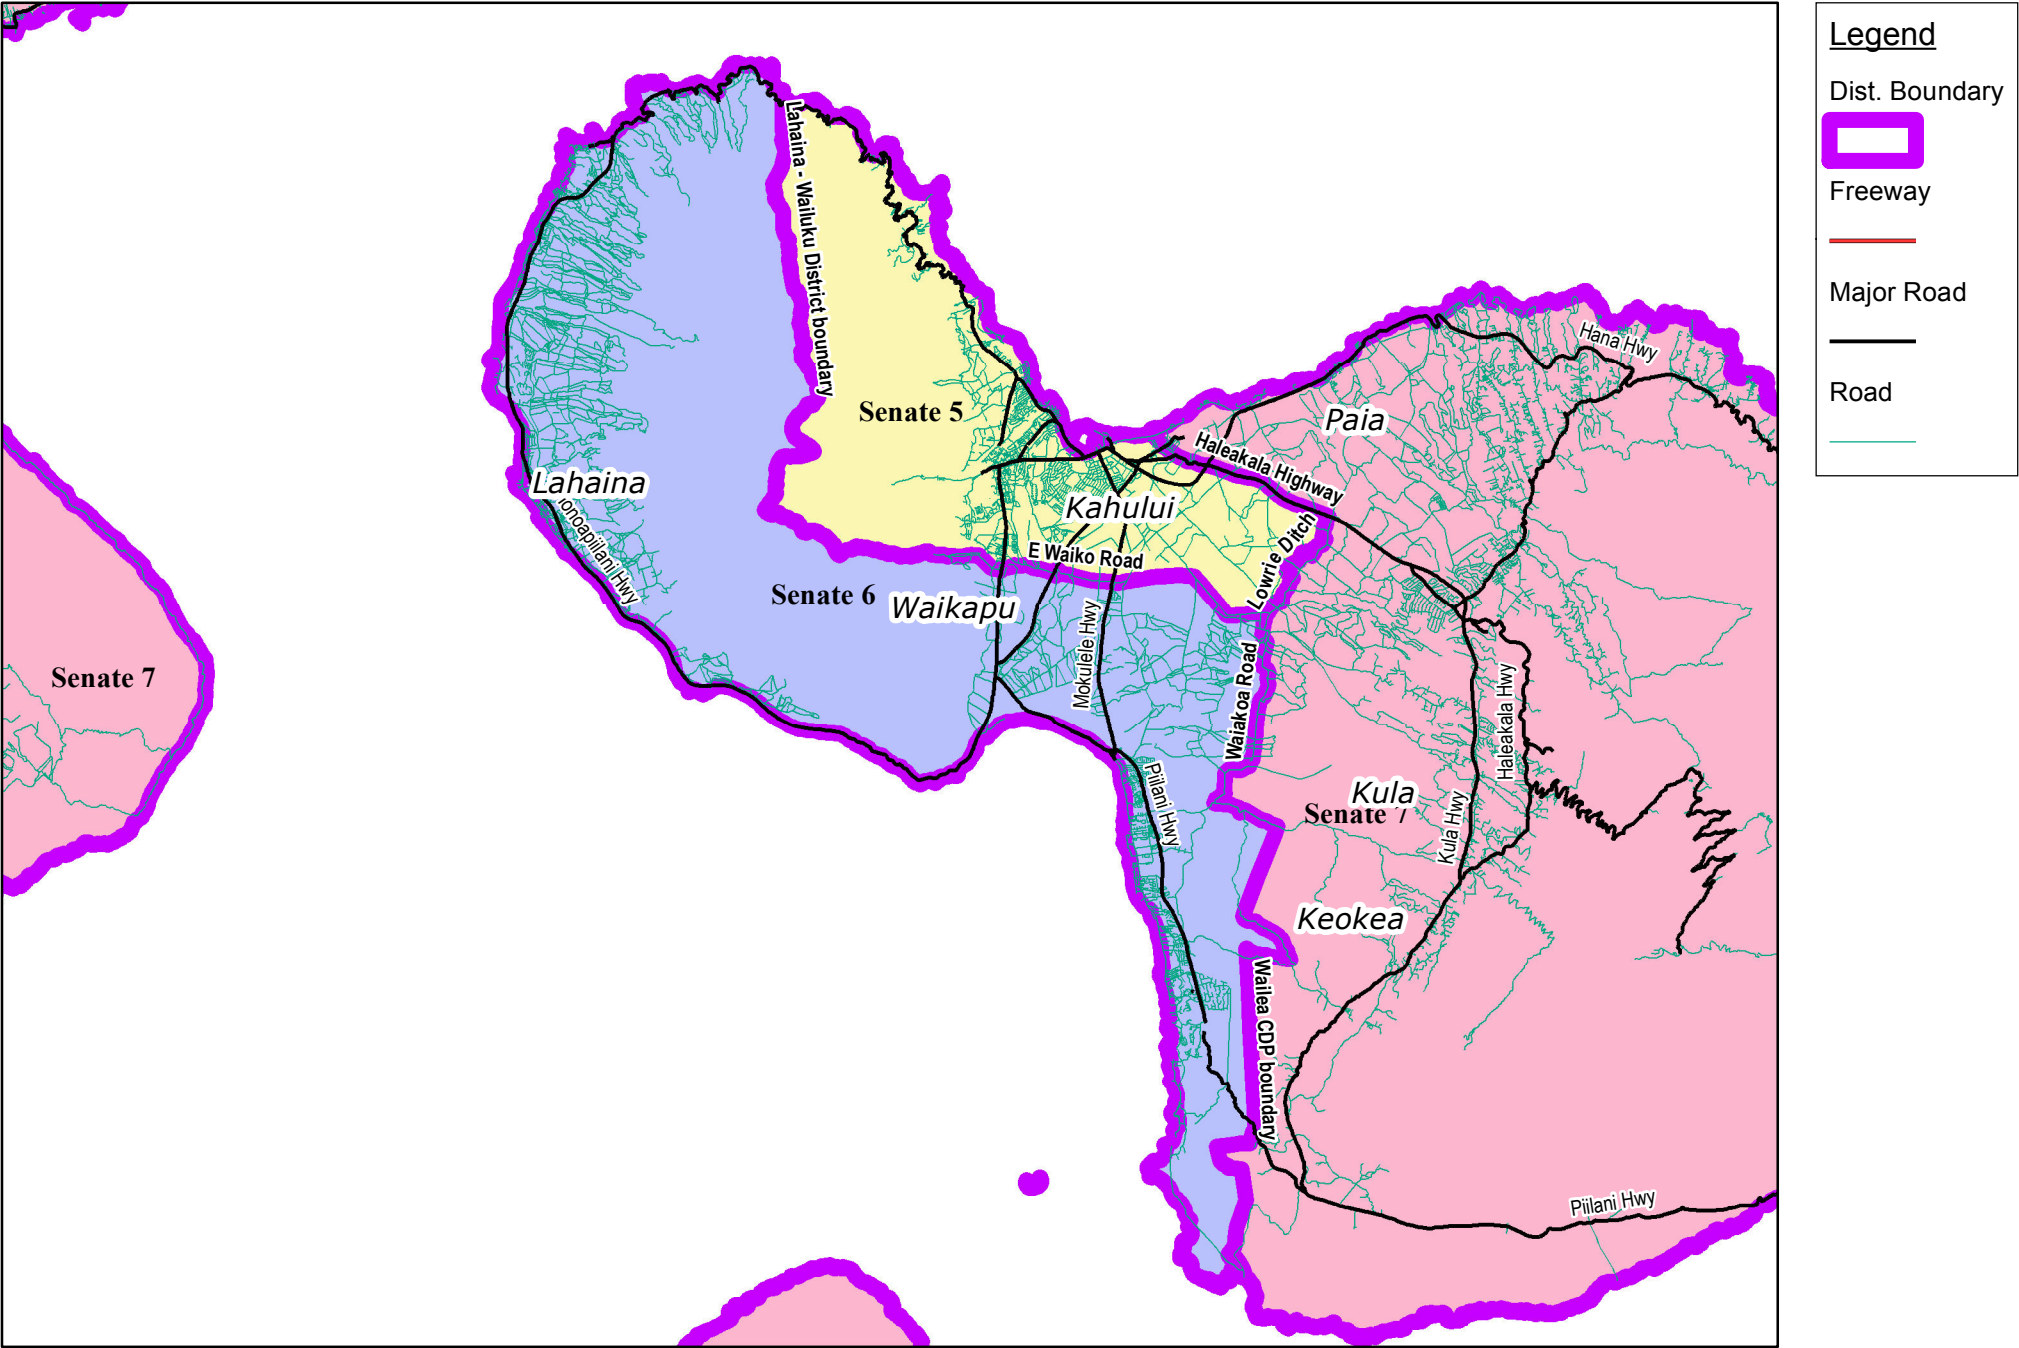 Legend
Dist. Boundary
Freeway
Major Road
Road
Lahaina - Wailuku District boundary
Hana Hwy
Senate 5
Paia
Haleakala Highway
Lahaina
onoapiilani Hwy
Kahului
E Waiko Road
Lowrie Ditch
Senate 6
Waikapu
Mokulele Hwy
Waiakoa Road
Haleakala Hwy
Senate 7
Piilani Hwy
Kula
Senate 7
Kula Hwy
Keokea
Wailea CDP boundary
Piilani Hwy